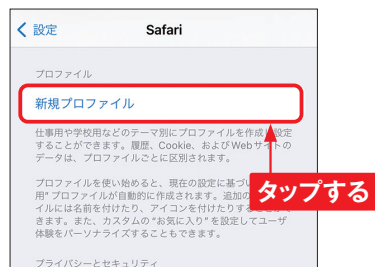 設定
Safari
プロファイル
新規プロファイル
仕事用や学校用などのテーマ別にプロファイルを作成 設定
することができます。履歴、Cookie、およびWebサイトの
データは、プロファイルごとに区別されます。
プロファイルを使い始めると、現在の設定に基づい
用"プロファイルが自動的に作成されます。追加の
イルには名前を付けたり、アイコンを付けたりする
きます。また、カスタムの"お気に入り"を設定してユーザ
体験をパーソナライズすることもできます。
タップする
プライバシーとセキュリティ